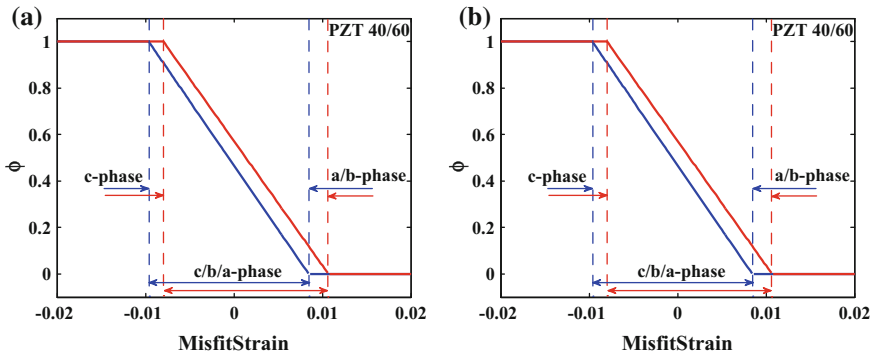 (a)
PZT 40/60
1
0.8
0.6
0.4
0.2
0
ϕ
c-phase
a/b-phase
c/b/a-phase
-0.02 -0.01 0 0.01 0.02
MisfitStrain
(b)
PZT 40/60
1
0.8
0.6
0.4
0.2
0
ϕ
c-phase
a/b-phase
c/b/a-phase
-0.02 -0.01 0 0.01 0.02
MisfitStrain